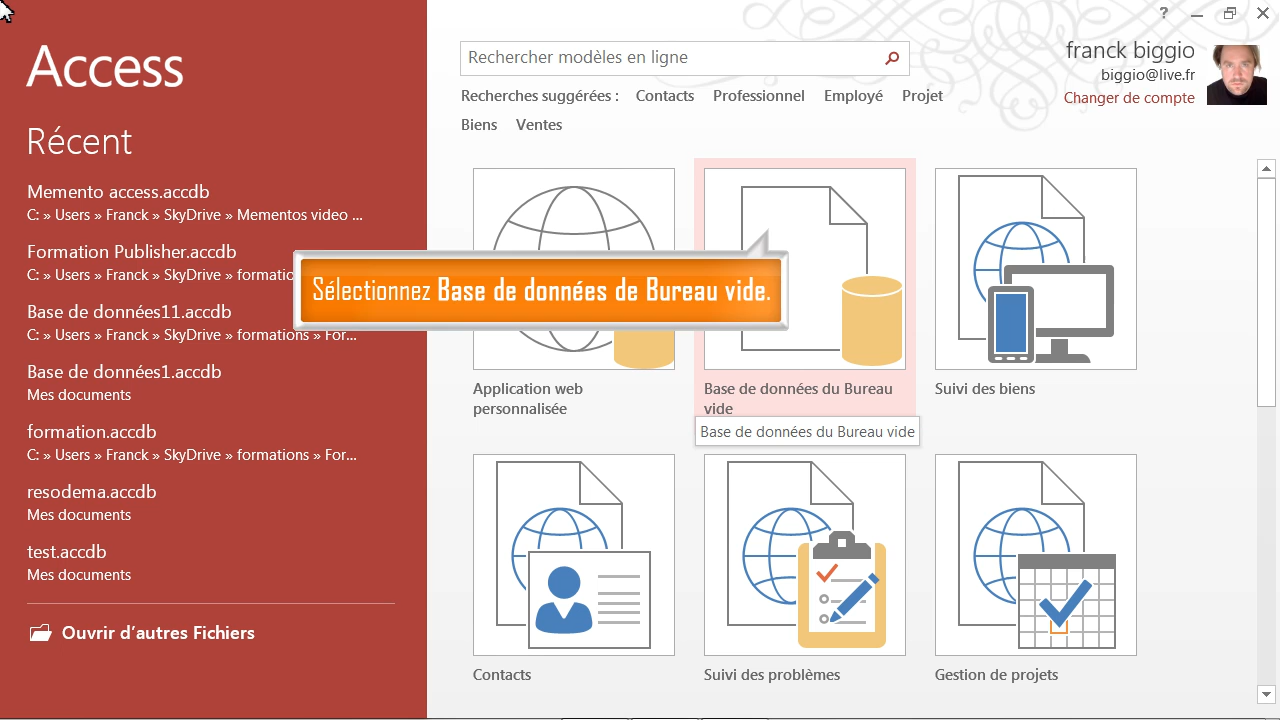 ?
Access
Récent
Memento access.accdb
C: » Users » Franck » SkyDrive » Mementos video ...
Formation Publisher.accdb
C: » Users » Franck » SkyDrive » formatio
Base de données11.accdb
C: » Users » Franck » SkyDrive » formations » For...
Base de données1.accdb
Mes documents
formation.accdb
C: » Users » Franck » SkyDrive » formations » For...
resodema.accdb
Mes documents
test.accdb
Mes documents
Ouvrir d'autres Fichiers
Rechercher modèles en ligne
franck biggio
biggio@live.fr
Changer de compte
Recherches suggérées : Contacts Professionnel Employé Projet
Biens Ventes
Sélectionnez Base de données de Bureau vide.
Application web
personnalisée
Base de données du Bureau
vide
Suivi des biens
Base de données du Bureau vide
Contacts
Suivi des problèmes
Gestion de projets